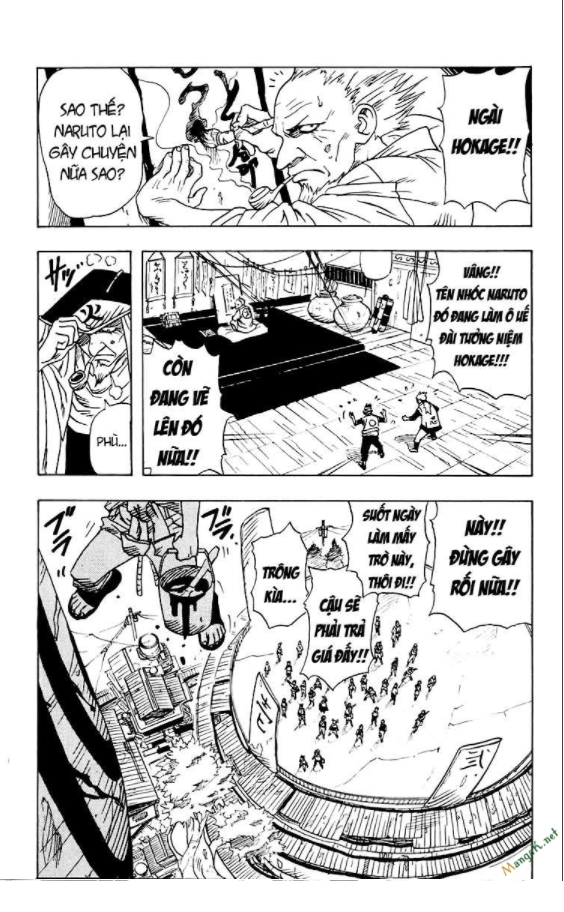 NGÀI
HOKAGE!!
SAO THẾ?
NARUTO LẠI
GÂY CHUYỆN
NỮA SAO?
VÂNG!!
TÊN NHÓC NARUTO
ĐÓ ĐANG LÀM Ô UẾ
ĐÀI TƯỞNG NIỆM
HOKAGE!!!
CÒN
ĐANG VẼ
LÊN ĐÓ
NỮA!!
PHÙ...
NÀY!!
ĐỪNG GÂY
RỐI NỮA!!
SUỐT NGÀY
LÀM MẤY
TRÒ NÀY,
THÔI ĐI!!
CẬU SẼ
PHẢI TRẢ
GIÁ ĐẤY!!
TRÔNG
KÌA...
MangaK.net